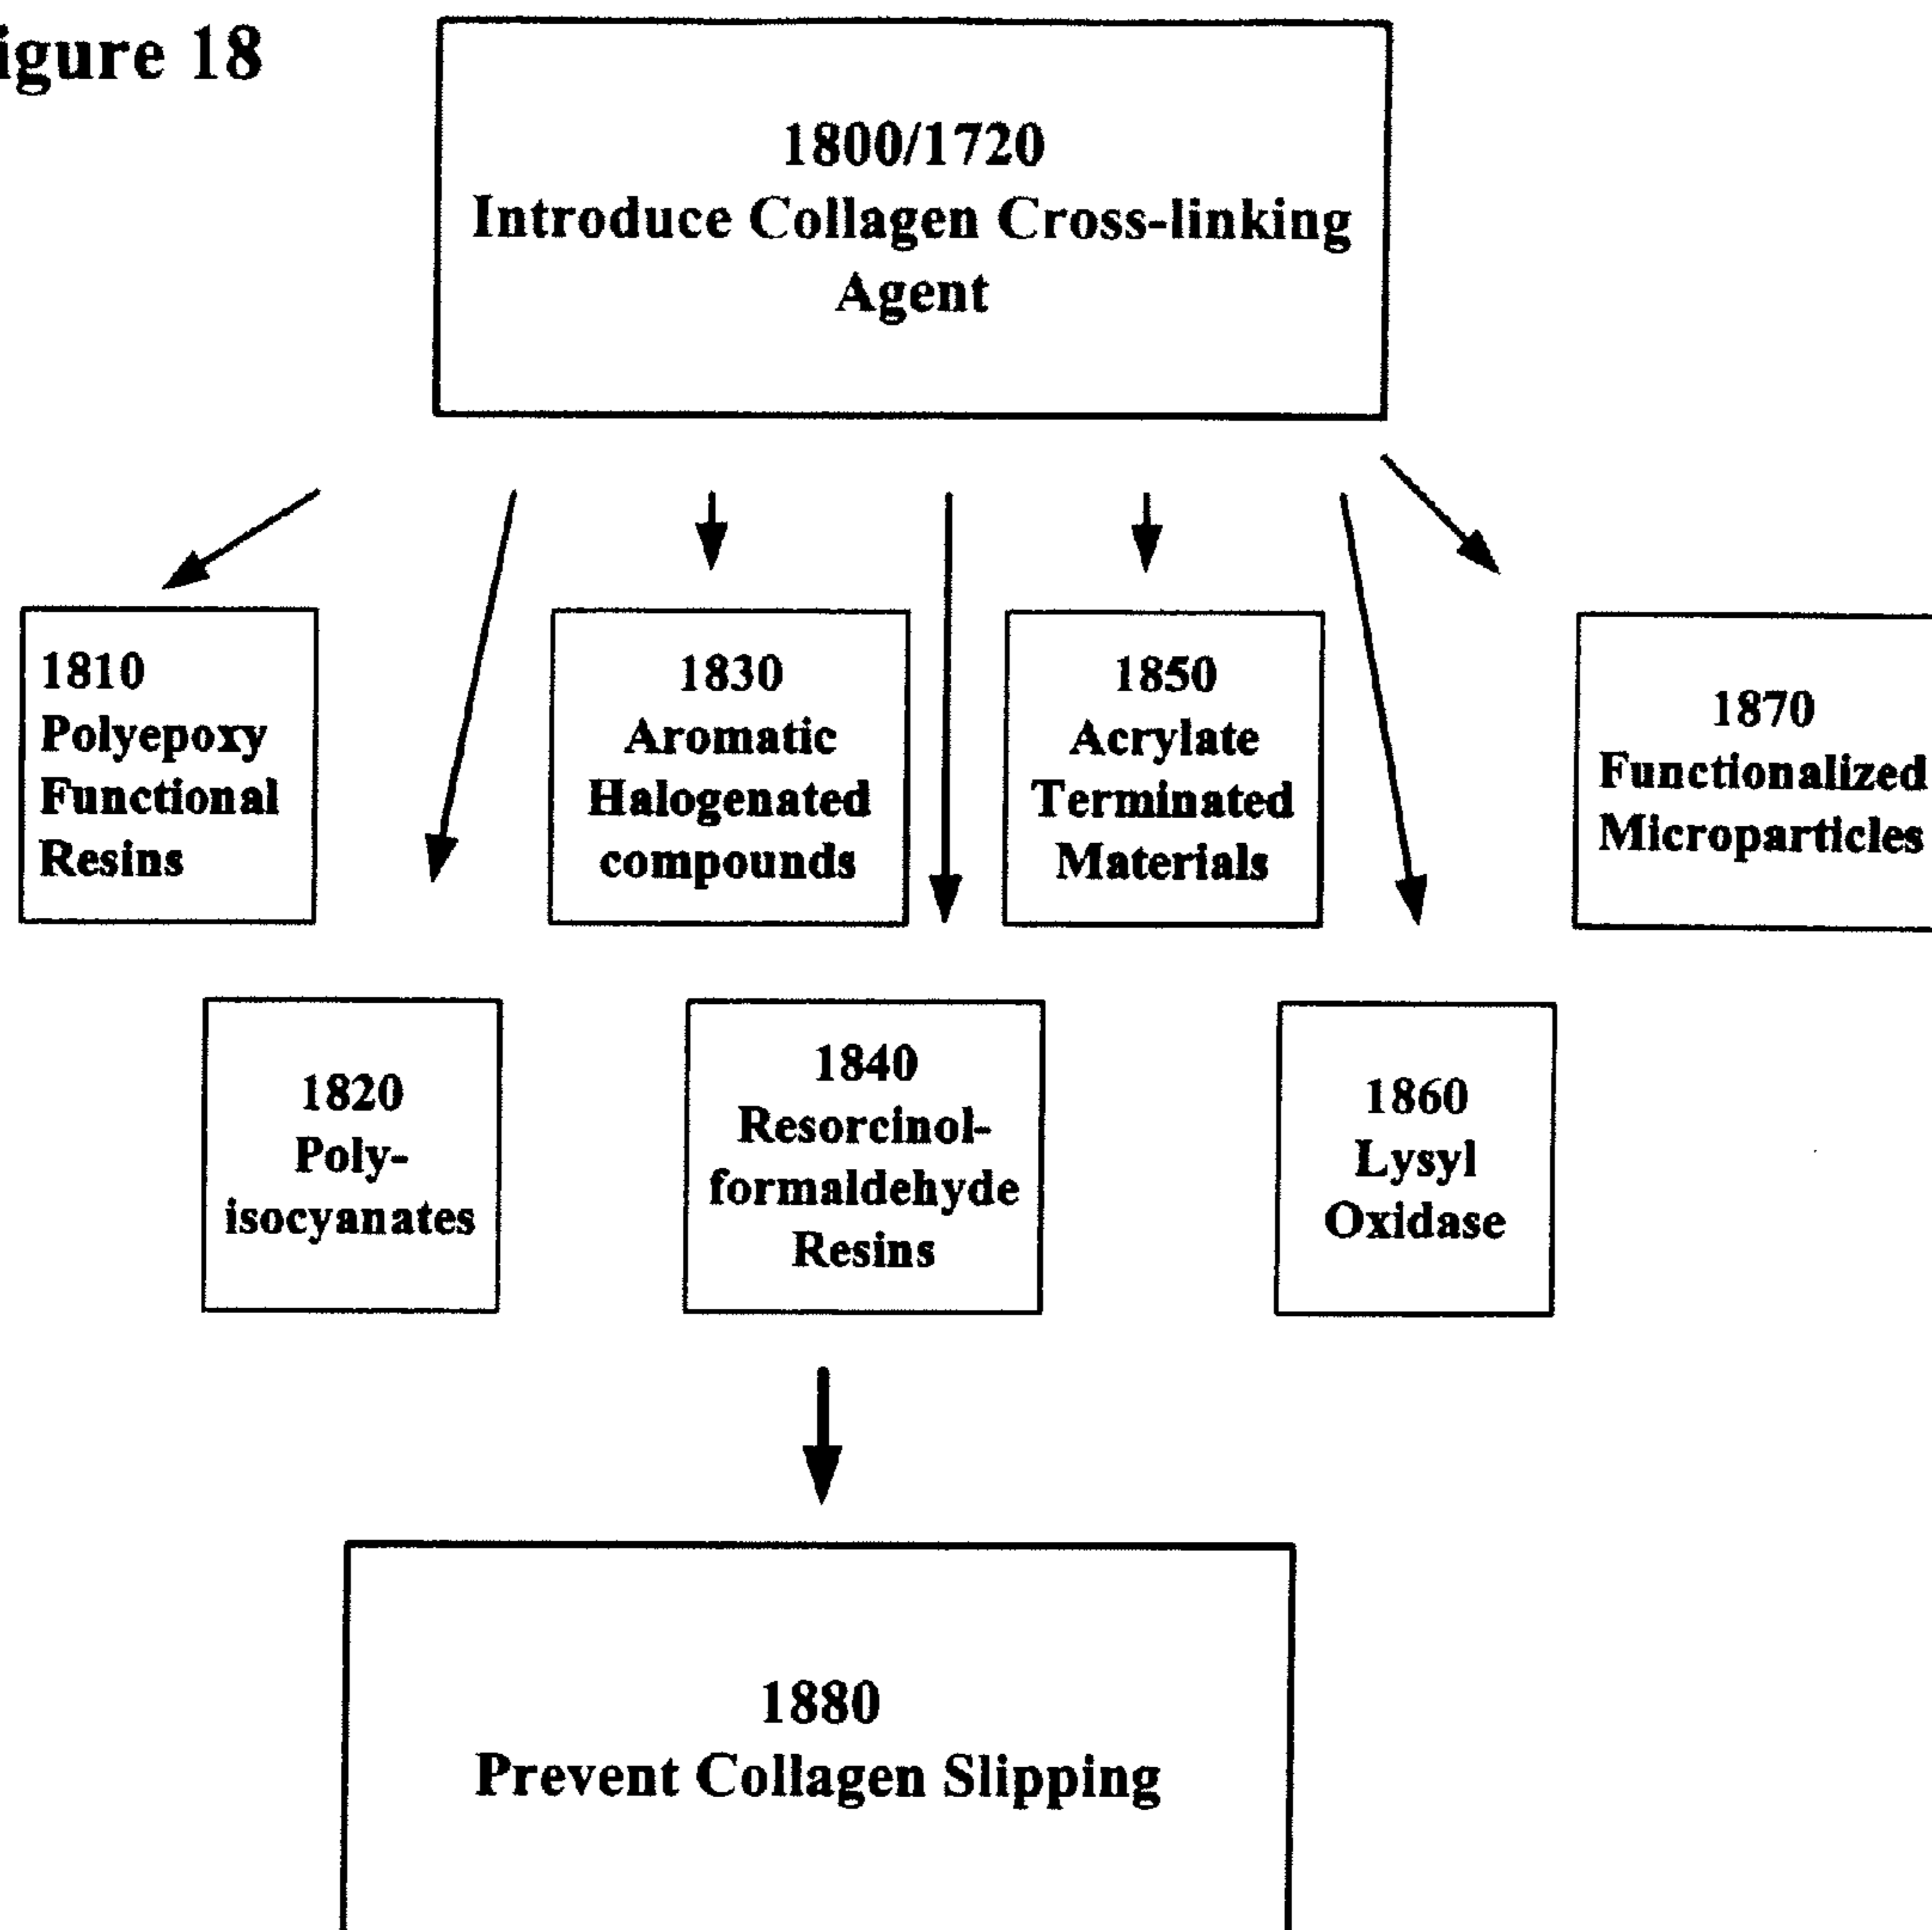 igure 18
1800/1720
Introduce Collagen Cross-linking
Agent
1810
Polyepoxy
Functional
Resins
1830
Aromatic
Halogenated
compounds
1850
Acrylate
Terminated
Materials
1870
Functionalized
Microparticles
1820
Poly-
isocyanates
1840
Resorcinol-
formaldehyde
Resins
1860
Lysyl
Oxidase
1880
Prevent Collagen Slipping